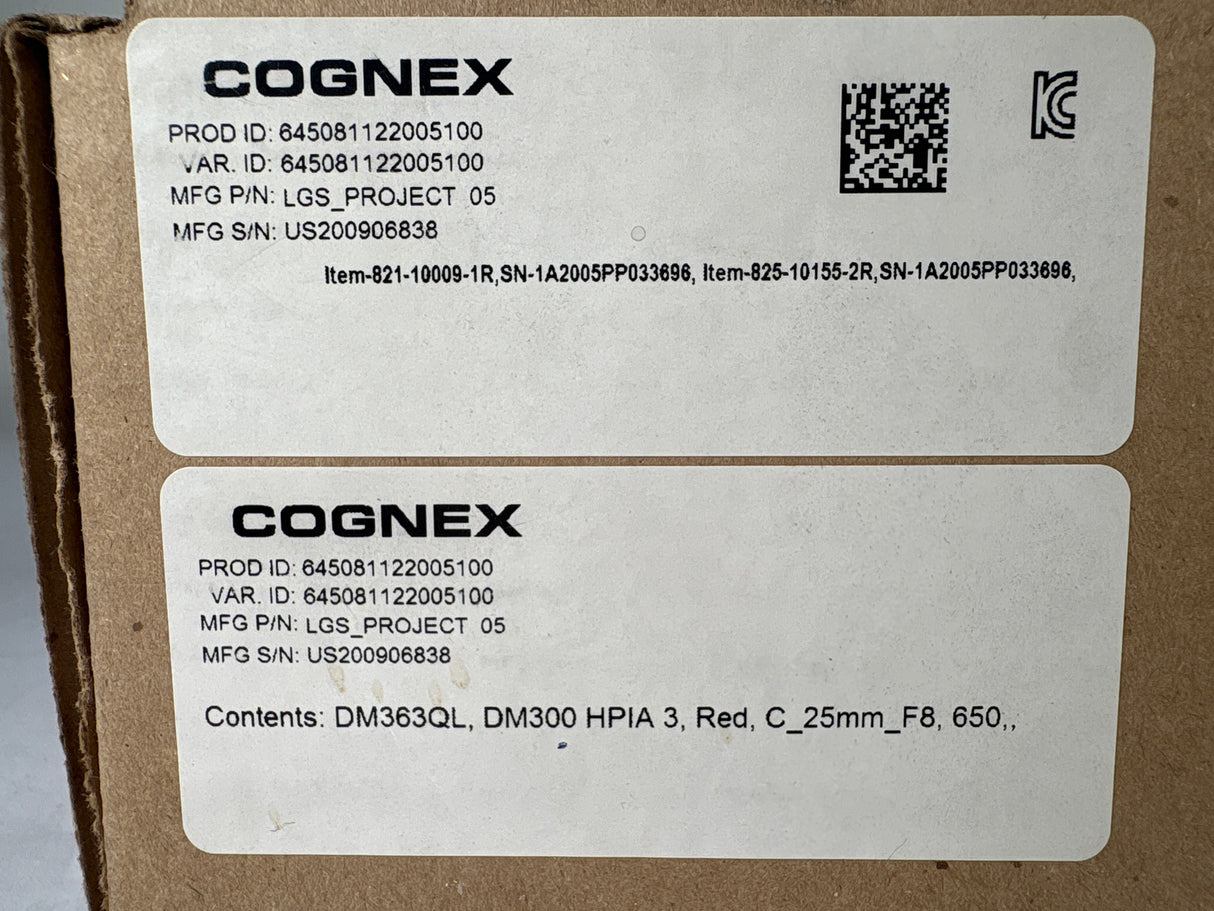 COGNEX
PROD ID: 645081122005100
VAR. ID: 645081122005100
MFG P/N: LGS_PROJECT 05
MFG S/N: US200906838
Item-821-10009-1R,SN-1A2005PP033696, Item-825-10155-2R,SN-1A2005PP033696,
COGNEX
PROD ID: 645081122005100
VAR. ID: 645081122005100
MFG P/N: LGS_PROJECT 05
MFG S/N: US200906838
Contents: DM363QL, DM300 HPIA 3, Red, C_25mm_F8, 650,,